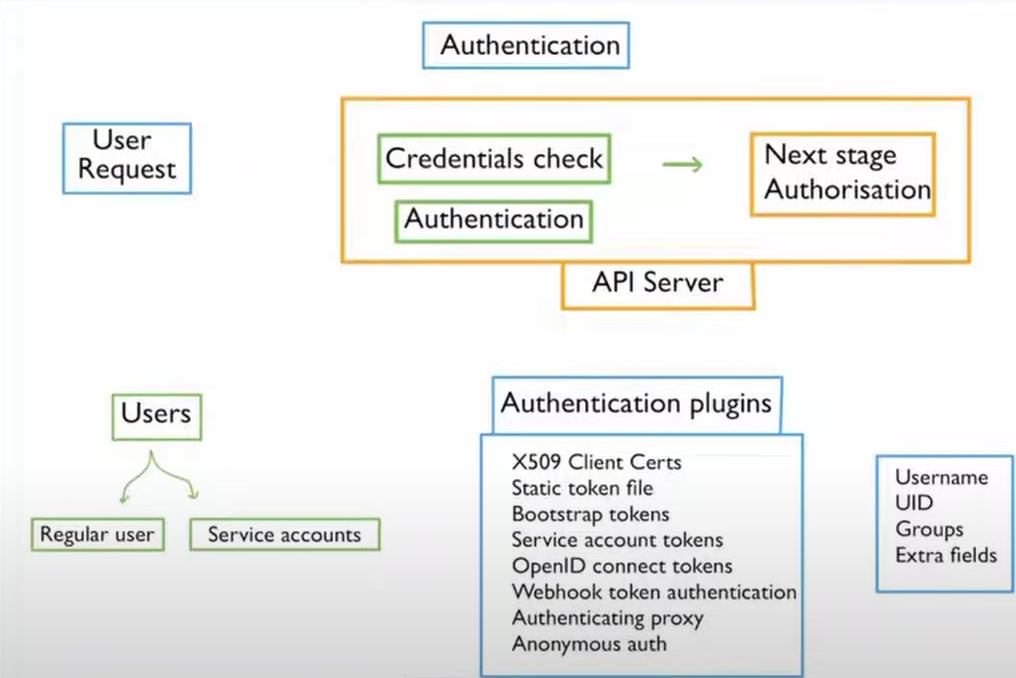 Authentication
User
Request
Credentials check
Authentication
Next stage
Authorisation
API Server
Users
Regular user
Service accounts
Authentication plugins
X509 Client Certs
Static token file
Bootstrap tokens
Service account tokens
OpenID connect tokens
Webhook token authentication
Authenticating proxy
Anonymous auth
Username
UID
Groups
Extra fields